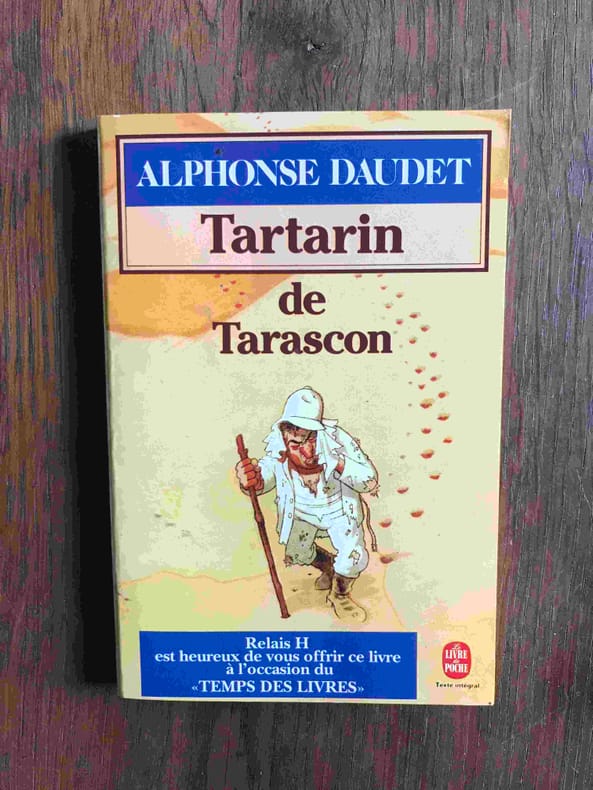 ALPHONSE DAUDET
Tartarin
de
Tarascon
Relais H
est heureux de vous offrir ce livre
à l'occasion du
«TEMPS DES LIVRES»
Le
LIVRE
de
POCHE
Texte intégral